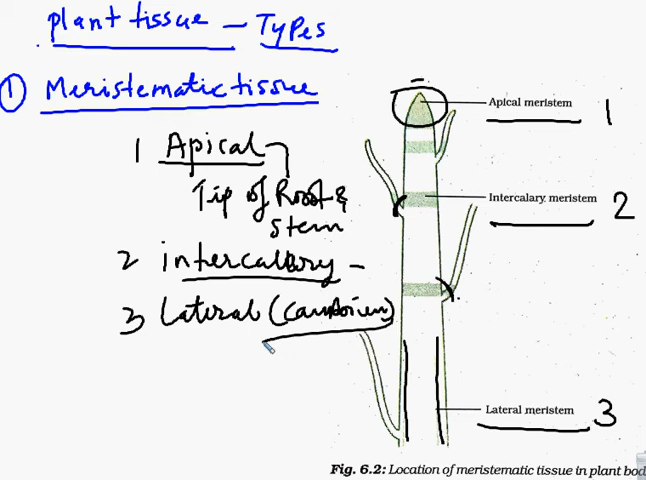 plant tissue - Types
① Meristematic tissue
1 Apical
Tip of Root &
stem
2 intercallary -
3 Lateral (cambium)
Apical meristem 1
Intercalary meristem 2
Lateral meristem 3
Fig. 6.2: Location of meristematic tissue in plant bod